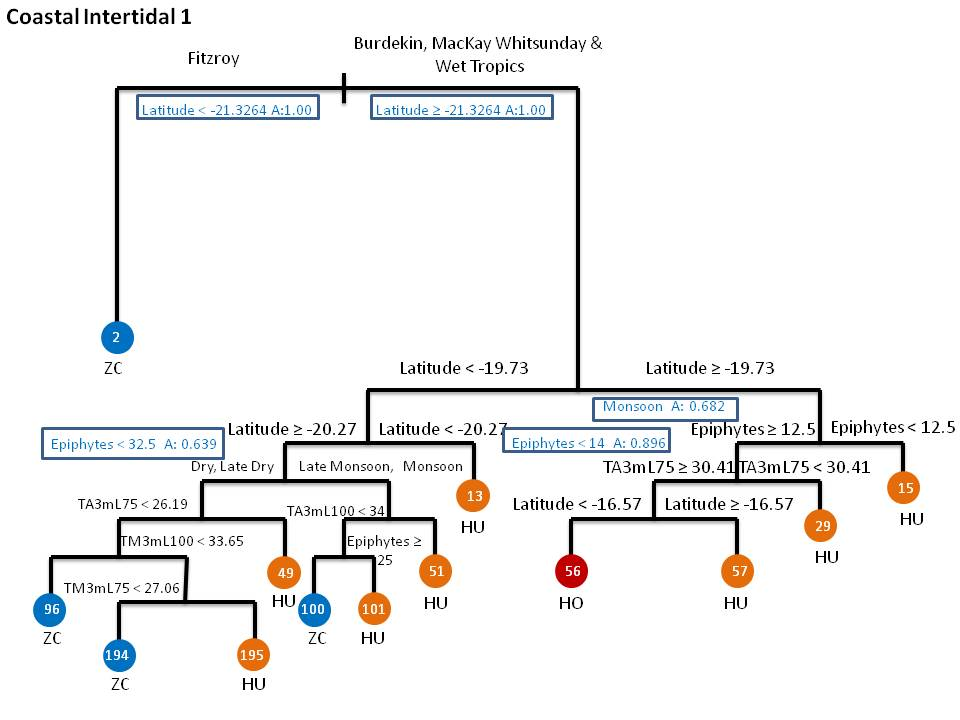 Coastal Intertidal 1
Fitzroy
Burdekin, MacKay Whitsunday &
Wet Tropics
Latitude < -21.3264 A:1.00
Latitude ≥ -21.3264 A:1.00
2
ZC
Latitude < -19.73
Latitude ≥ -19.73
Monsoon A: 0.682
Epiphytes < 32.5 A: 0.639
Latitude ≥ -20.27
Latitude < -20.27
Epiphytes < 14 A: 0.896
Epiphytes ≥ 12.5
Epiphytes < 12.5
Dry, Late Dry
Late Monsoon, Monsoon
TA3mL75 ≥ 30.41
TA3mL75 < 30.41
13
HU
15
HU
TA3mL75 < 26.19
TA3mL100 < 34
Latitude < -16.57
Latitude ≥ -16.57
29
HU
TM3mL100 < 33.65
Epiphytes ≥
25
49
HU
51
HU
56
HO
57
HU
TM3mL75 < 27.06
96
ZC
100
ZC
101
HU
194
ZC
195
HU